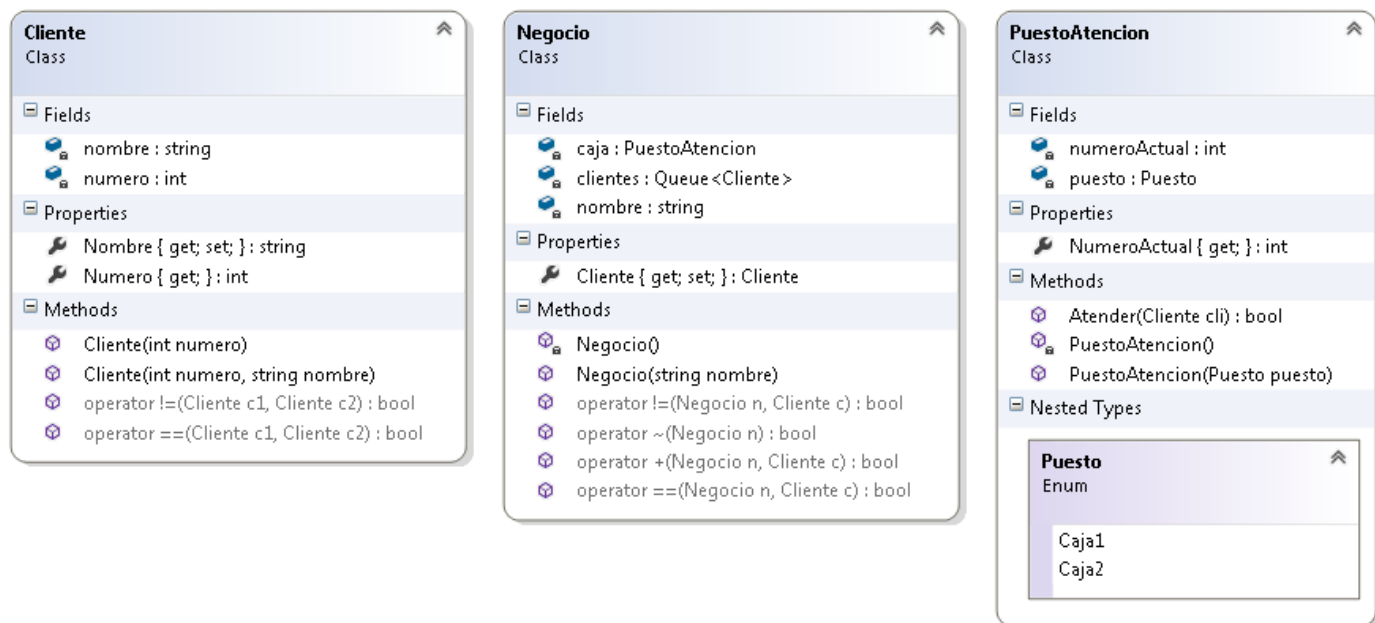 Cliente
Class
Fields
nombre : string
numero : int
Properties
Nombre { get; set; } : string
Numero { get; } : int
Methods
Cliente(int numero)
Cliente(int numero, string nombre)
operator !=(Cliente c1, Cliente c2) : bool
operator ==(Cliente c1, Cliente c2) : bool
Negocio
Class
Fields
caja : PuestoAtencion
clientes : Queue<Cliente>
nombre : string
Properties
Cliente { get; set; } : Cliente
Methods
Negocio()
Negocio(string nombre)
operator !=(Negocio n, Cliente c) : bool
operator ~(Negocio n) : bool
operator +(Negocio n, Cliente c) : bool
operator ==(Negocio n, Cliente c) : bool
PuestoAtencion
Class
Fields
numeroActual : int
puesto : Puesto
Properties
NumeroActual { get; } : int
Methods
Atender(Cliente cli) : bool
PuestoAtencion()
PuestoAtencion(Puesto puesto)
Nested Types
Puesto
Enum
Caja1
Caja2